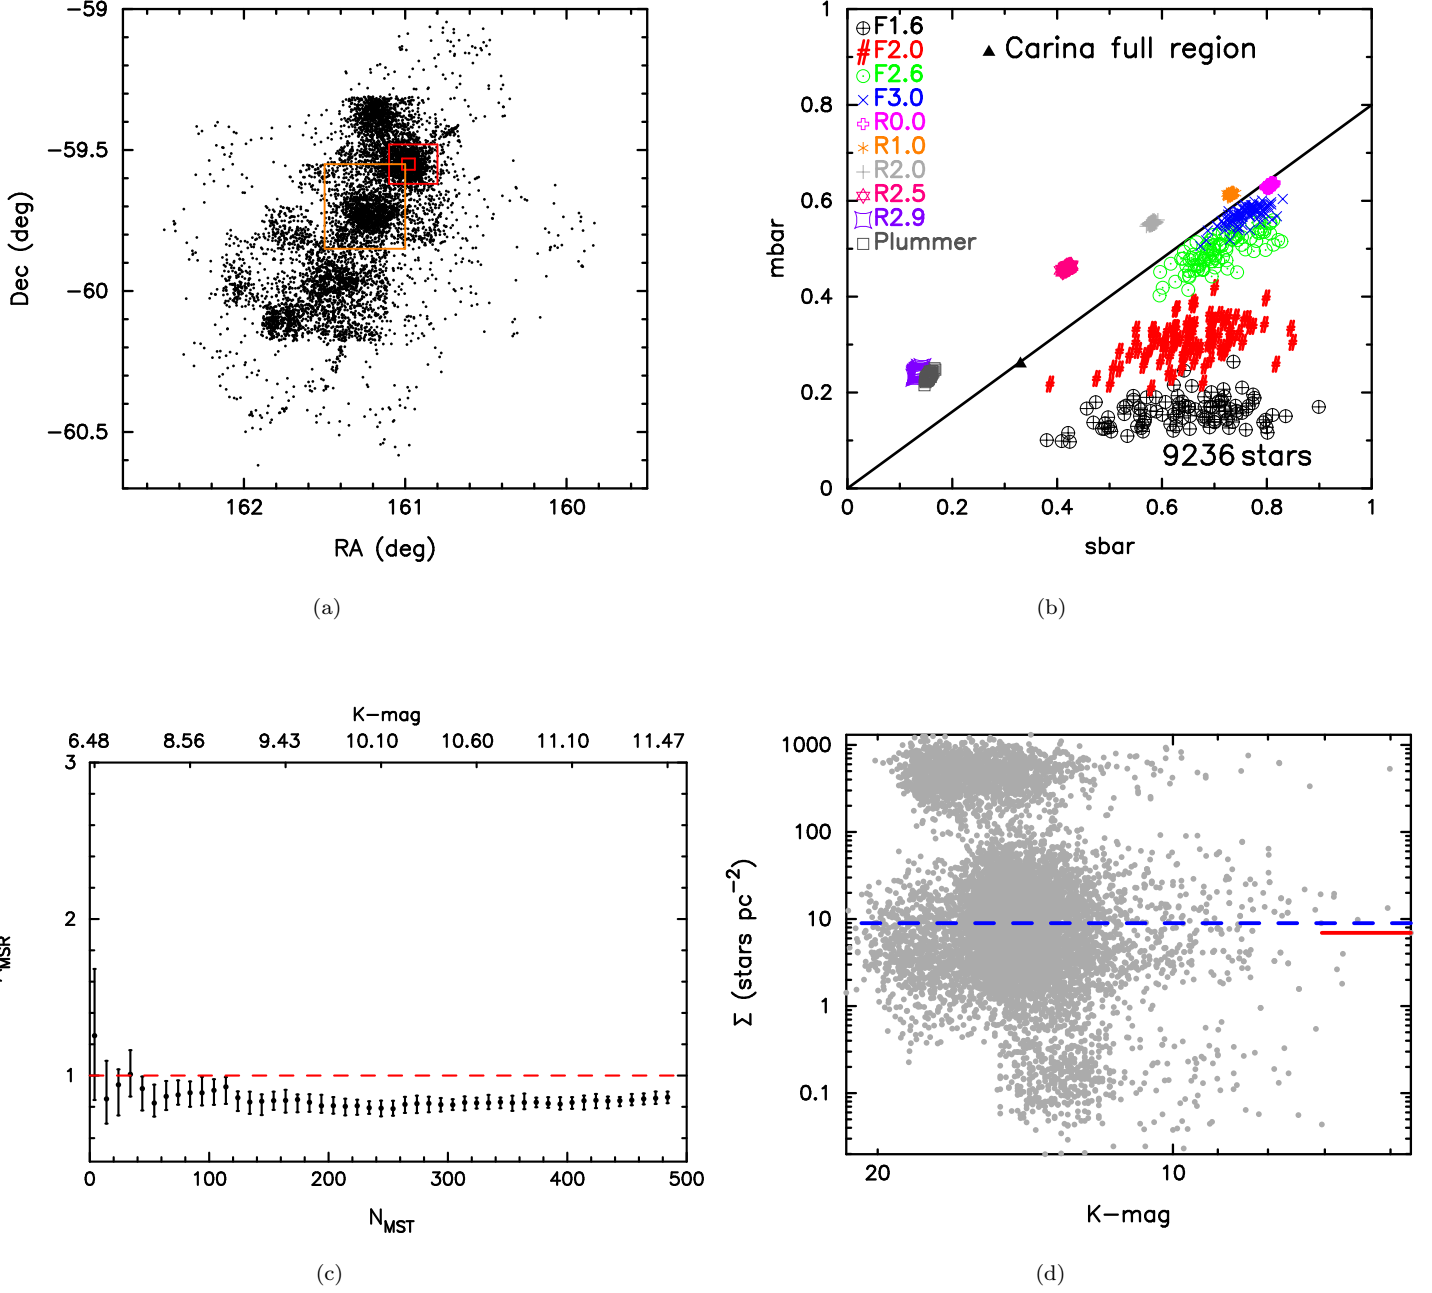 −59
−59.5
−60
−60.5
Dec (deg)
162
161
160
RA (deg)
(a)
1
0.8
0.6
0.4
0.2
0
mbar
F1.6
F2.0
F2.6
F3.0
R0.0
R1.0
R2.0
R2.5
R2.9
Plummer
Carina full region
9236 stars
0
0.2
0.4
0.6
0.8
1
sbar
(b)
K−mag
6.48 8.56 9.43 10.10 10.60 11.10 11.47
3
2
1
MSR
0 100 200 300 400 500
N_MST
(c)
1000
100
10
1
0.1
Σ (stars pc⁻²)
20
10
K−mag
(d)